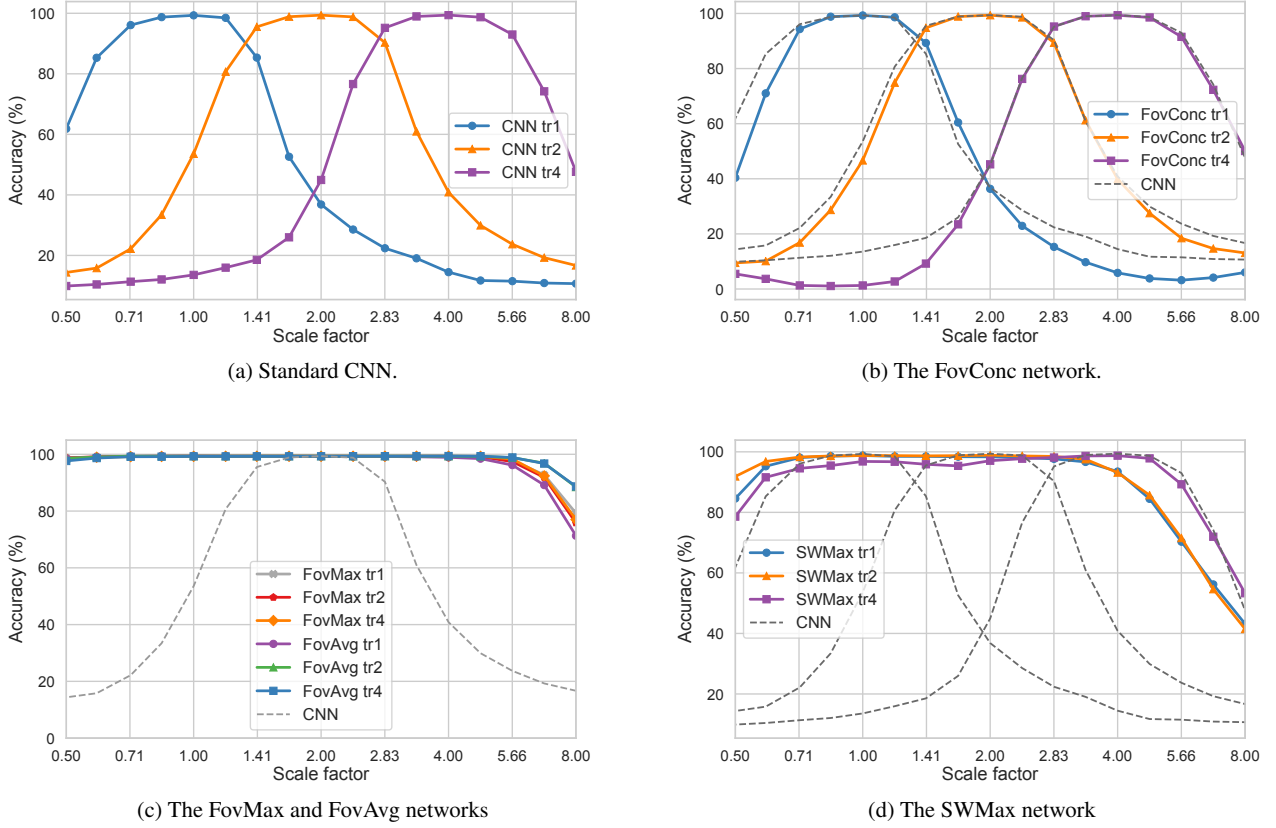 100
80
60
40
20
Accuracy (%)
CNN tr1
CNN tr2
CNN tr4
0.50 0.71 1.00 1.41 2.00 2.83 4.00 5.66 8.00
Scale factor
(a) Standard CNN.
100
80
60
40
20
0
Accuracy (%)
FovConc tr1
FovConc tr2
FovConc tr4
CNN
0.50 0.71 1.00 1.41 2.00 2.83 4.00 5.66 8.00
Scale factor
(b) The FovConc network.
100
80
60
40
20
0
Accuracy (%)
FovMax tr1
FovMax tr2
FovMax tr4
FovAvg tr1
FovAvg tr2
FovAvg tr4
CNN
0.50 0.71 1.00 1.41 2.00 2.83 4.00 5.66 8.00
Scale factor
(c) The FovMax and FovAvg networks
100
80
60
40
20
Accuracy (%)
SWMax tr1
SWMax tr2
SWMax tr4
CNN
0.50 0.71 1.00 1.41 2.00 2.83 4.00 5.66 8.00
Scale factor
(d) The SWMax network